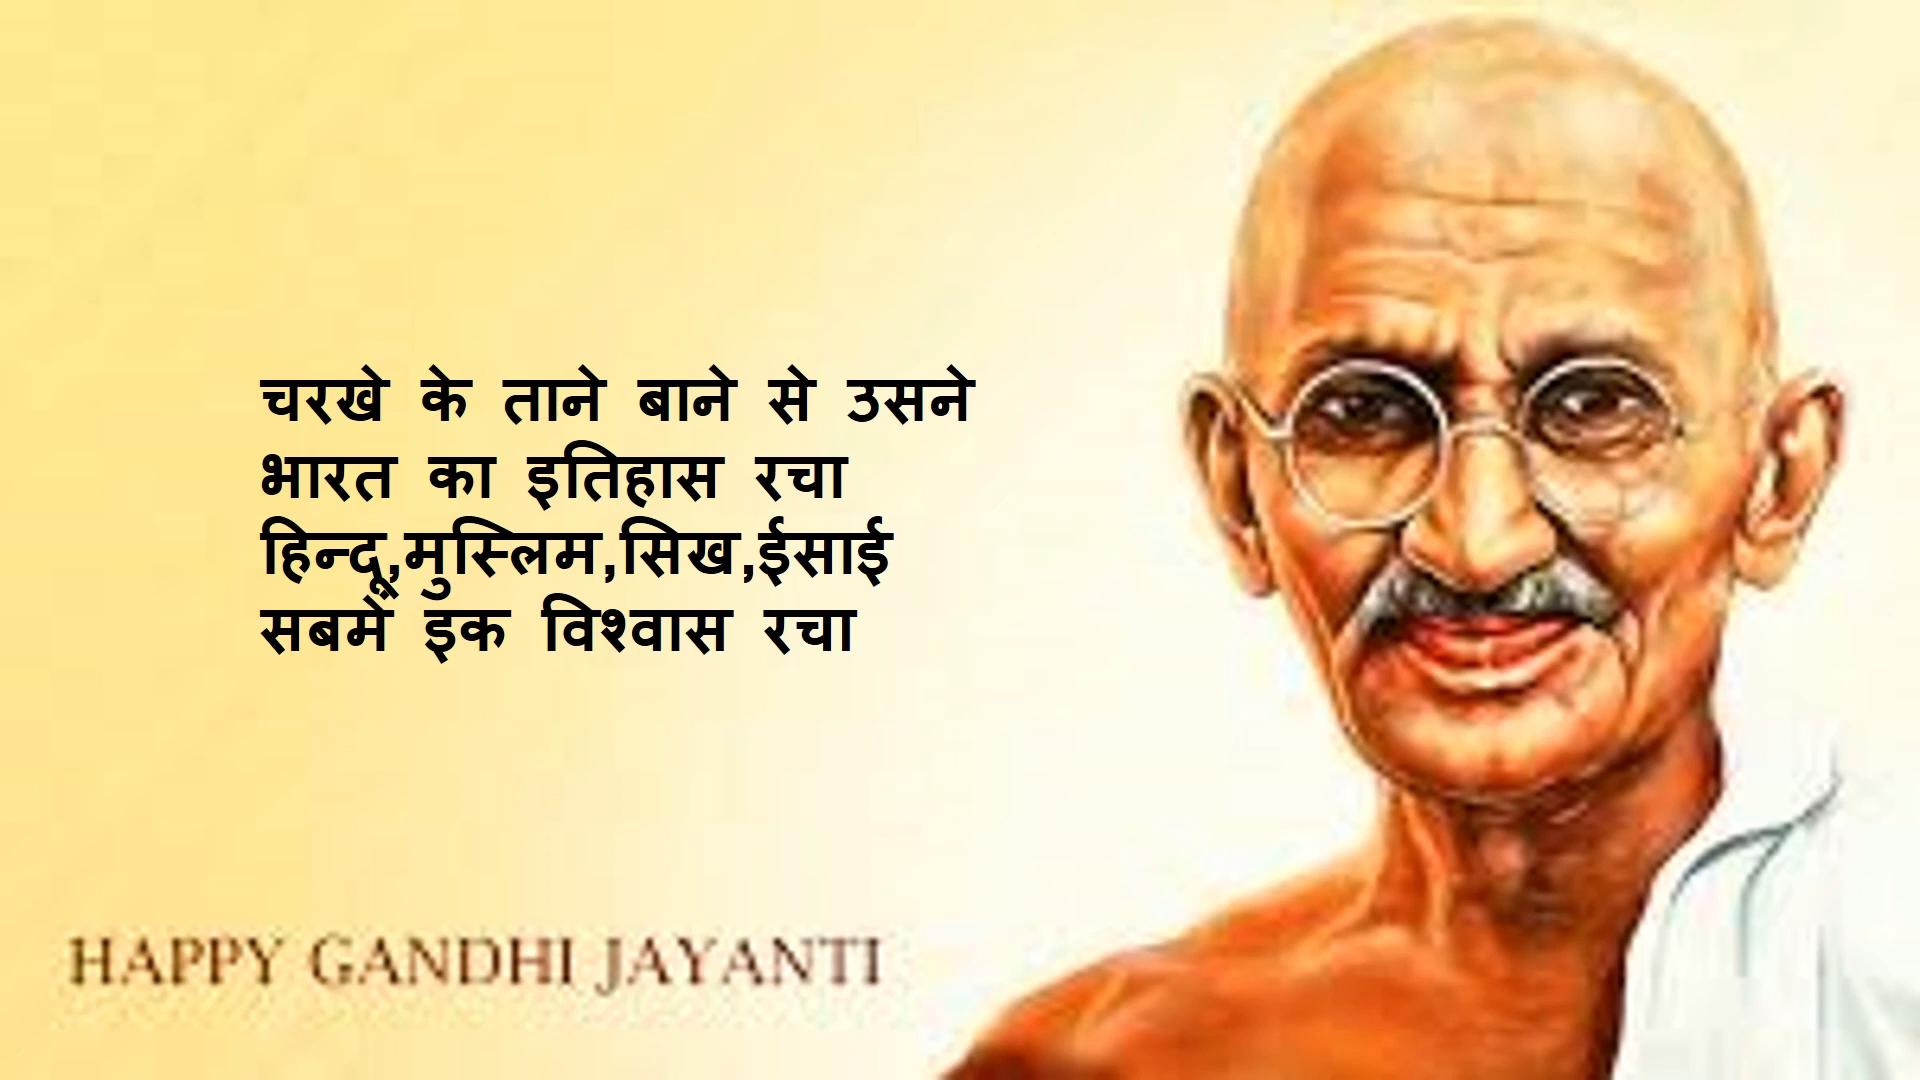 चरखे के ताने बाने से उसने
भारत का इतिहास रचा
हिन्दू,मुस्लिम,सिख,ईसाई
सबमें इक विश्वास रचा
HAPPY GANDHI JAYANTI